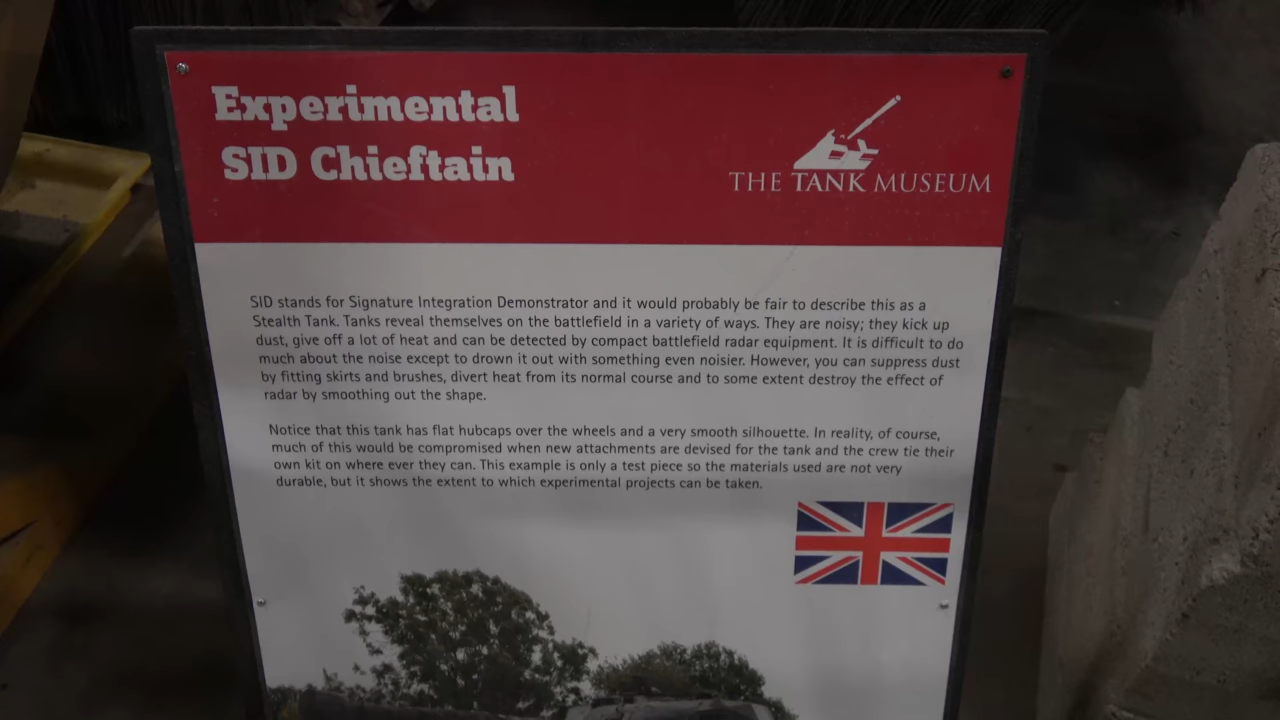 Experimental
SID Chieftain
THE TANK MUSEUM
SID stands for Signature Integration Demonstrator and it would probably be fair to describe this as a
Stealth Tank. Tanks reveal themselves on the battlefield in a variety of ways. They are noisy; they kick up
dust, give off a lot of heat and can be detected by compact battlefield radar equipment. It is difficult to do
much about the noise except to drown it out with something even noisier. However, you can suppress dust
by fitting skirts and brushes, divert heat from its normal course and to some extent destroy the effect of
radar by smoothing out the shape.
Notice that this tank has flat hubcaps over the wheels and a very smooth silhouette. In reality, of course,
much of this would be compromised when new attachments are devised for the tank and the crew tie their
own kit on where ever they can. This example is only a test piece so the materials used are not very
durable, but it shows the extent to which experimental projects can be taken.